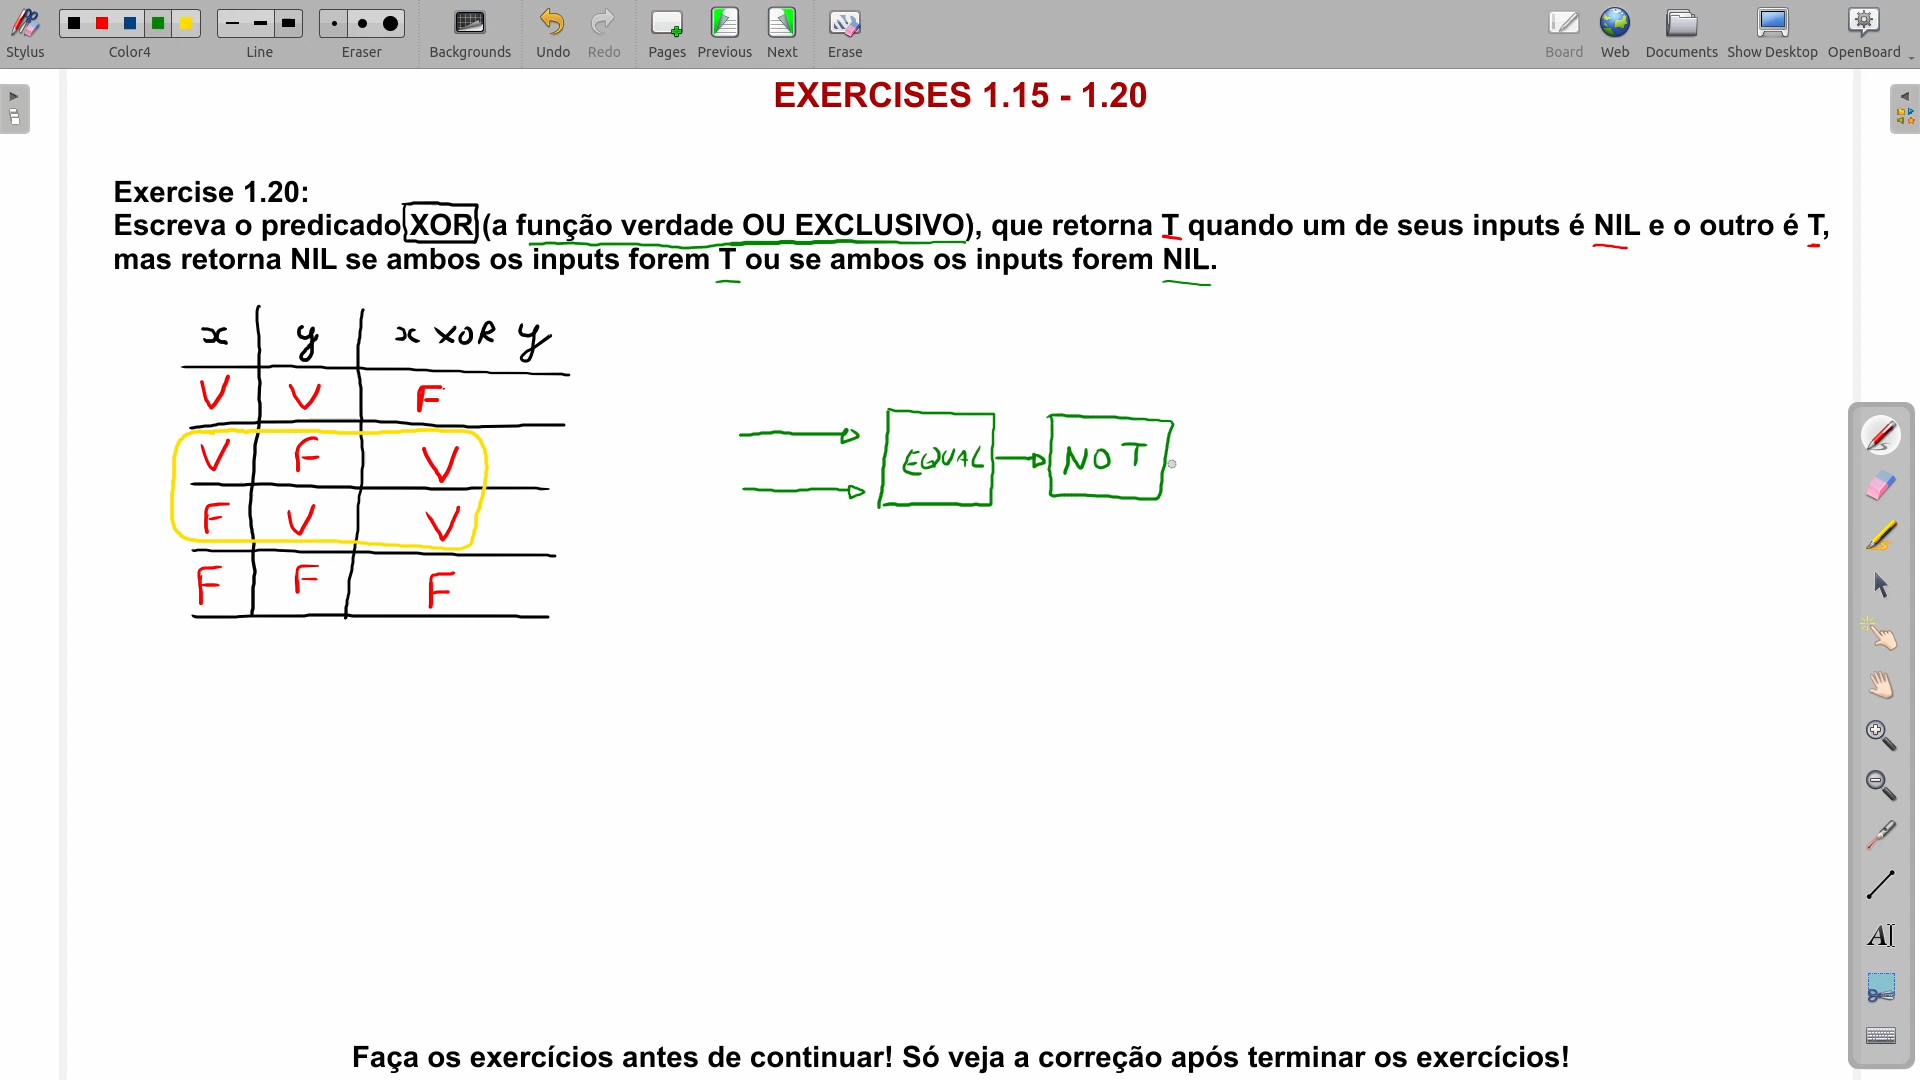 Stylus Color4 Line Eraser Backgrounds Undo Redo Pages Previous Next Erase Board Web Documents Show Desktop OpenBoard
EXERCISES 1.15 - 1.20
Exercise 1.20:
Escreva o predicado XOR (a função verdade OU EXCLUSIVO), que retorna T quando um de seus inputs é NIL e o outro é T,
mas retorna NIL se ambos os inputs forem T ou se ambos os inputs forem NIL.
x y x XOR y
V V F
V F V
F V V
F F F
EQUAL NOT
Faça os exercícios antes de continuar! Só veja a correção após terminar os exercícios!